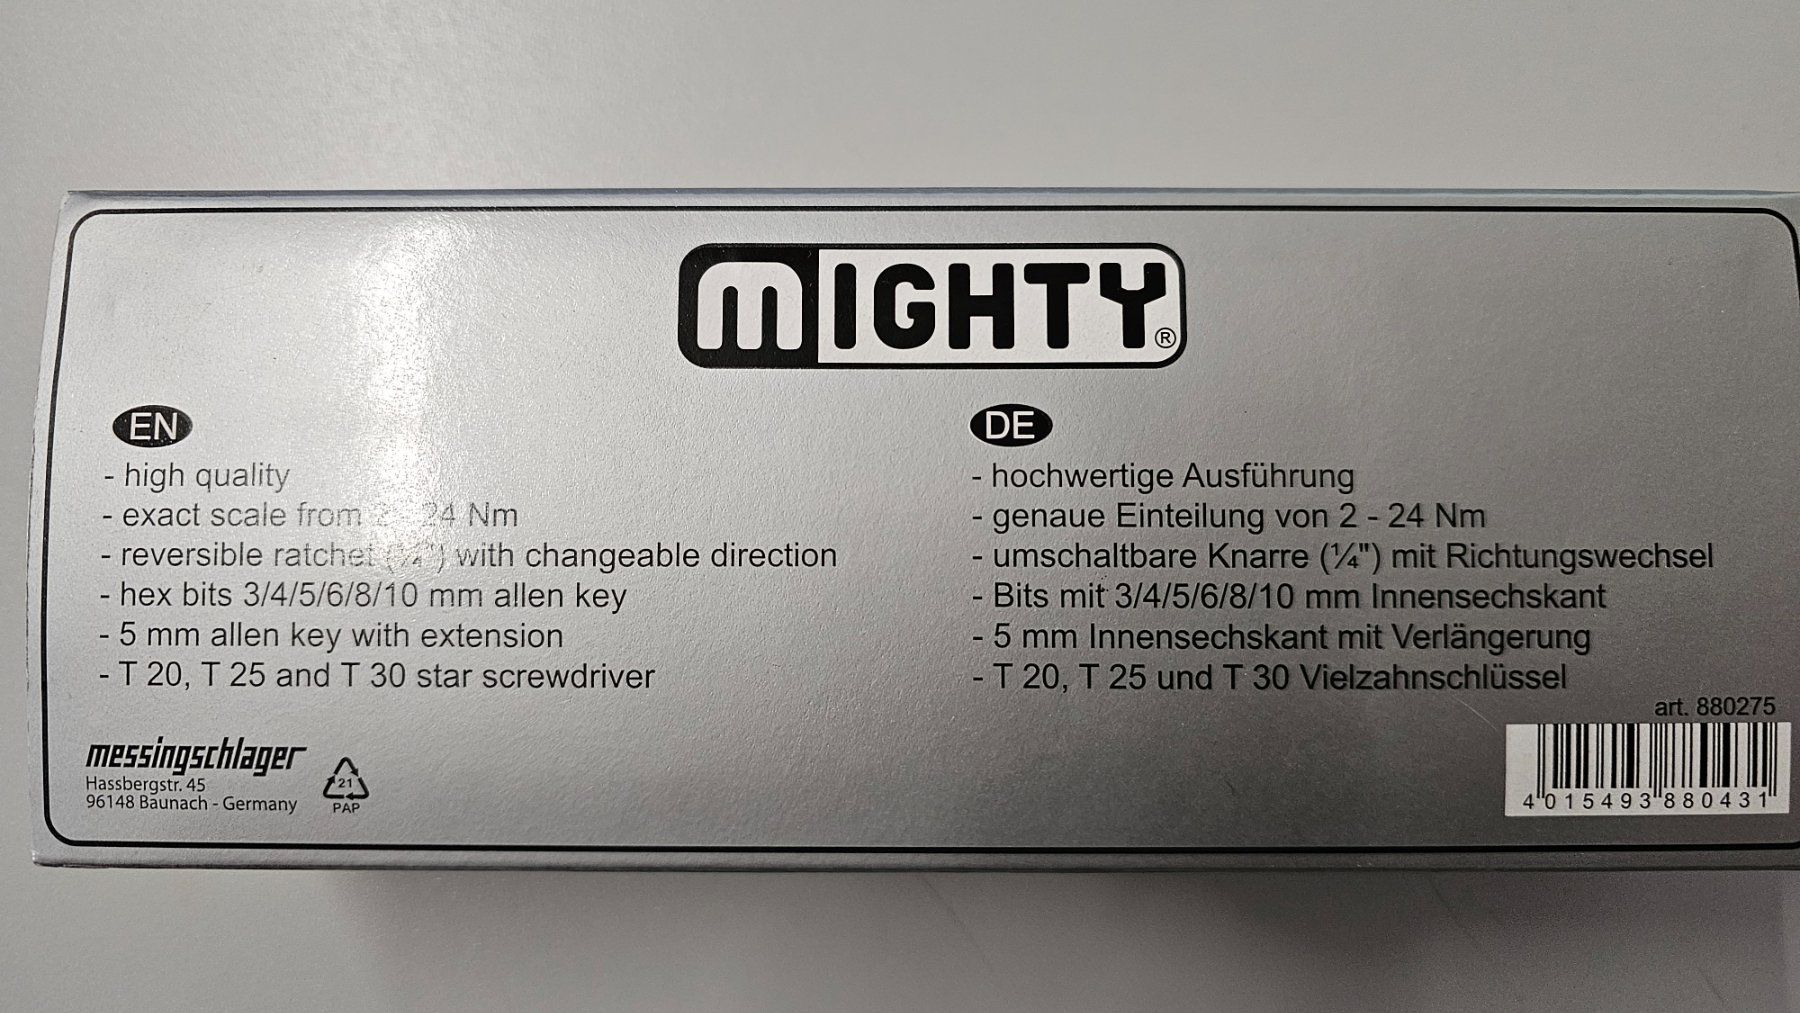 mIGHTY®
EN
- high quality
- exact scale from 2 - 24 Nm
- reversible ratchet (¼") with changeable direction
- hex bits 3/4/5/6/8/10 mm allen key
- 5 mm allen key with extension
- T 20, T 25 and T 30 star screwdriver
DE
- hochwertige Ausführung
- genaue Einteilung von 2 - 24 Nm
- umschaltbare Knarre (¼") mit Richtungswechsel
- Bits mit 3/4/5/6/8/10 mm Innensechskant
- 5 mm Innensechskant mit Verlängerung
- T 20, T 25 und T 30 Vielzahnschlüssel
messingschlager
Hassbergstr. 45
96148 Baunach - Germany
21
PAP
art. 880275
4 015493 880431